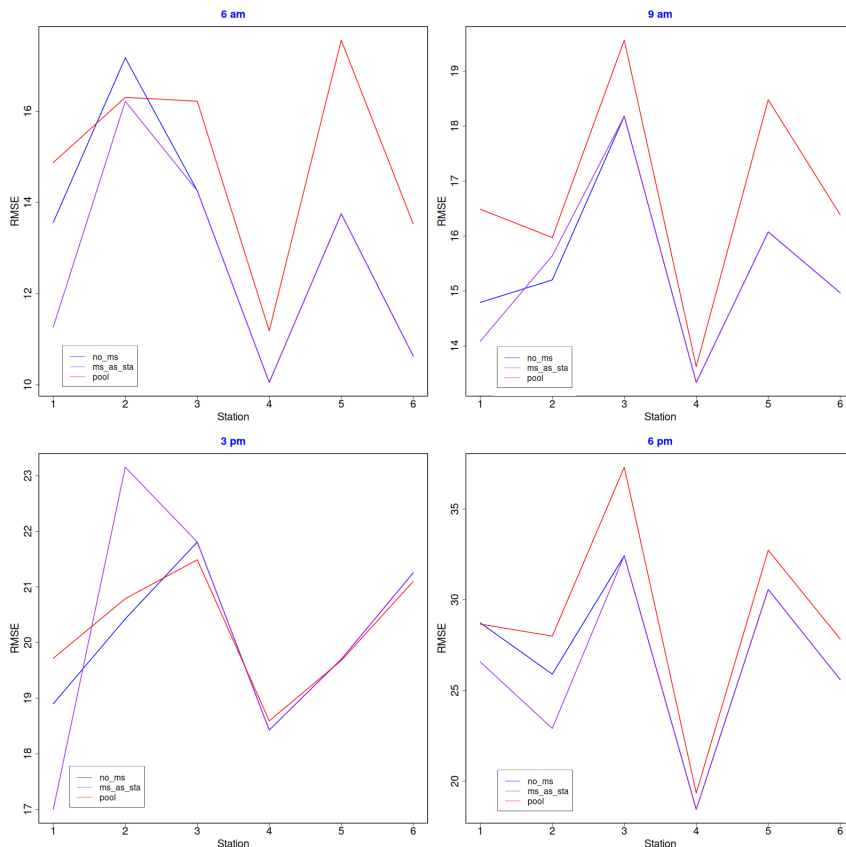 6 am
RMSE
16
14
12
10
no_ms
ms_as_sta
pool
1 2 3 4 5 6
Station
9 am
RMSE
19
18
17
16
15
14
no_ms
ms_as_sta
pool
1 2 3 4 5 6
Station
3 pm
RMSE
23
22
21
20
19
18
17
no_ms
ms_as_sta
pool
1 2 3 4 5 6
Station
6 pm
RMSE
35
30
25
20
no_ms
ms_as_sta
pool
1 2 3 4 5 6
Station